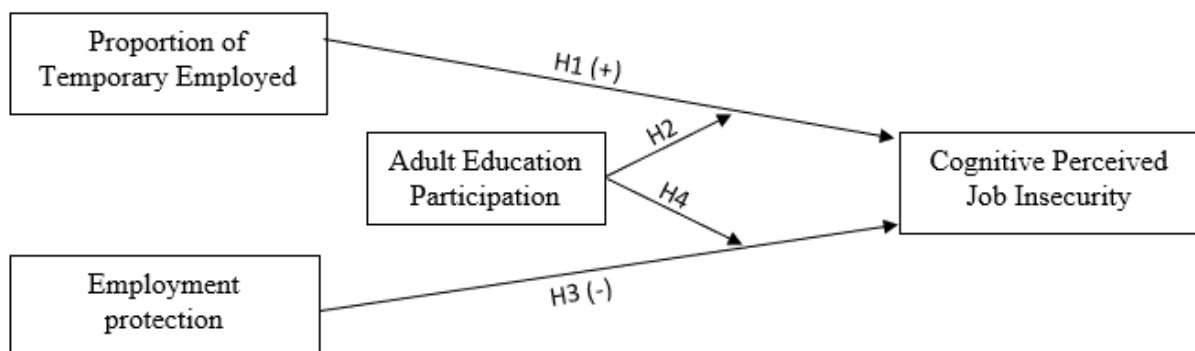 Proportion of
Temporary Employed
H1 (+)
H2
Adult Education
Participation
H4
Cognitive Perceived
Job Insecurity
Employment
protection
H3 (-)